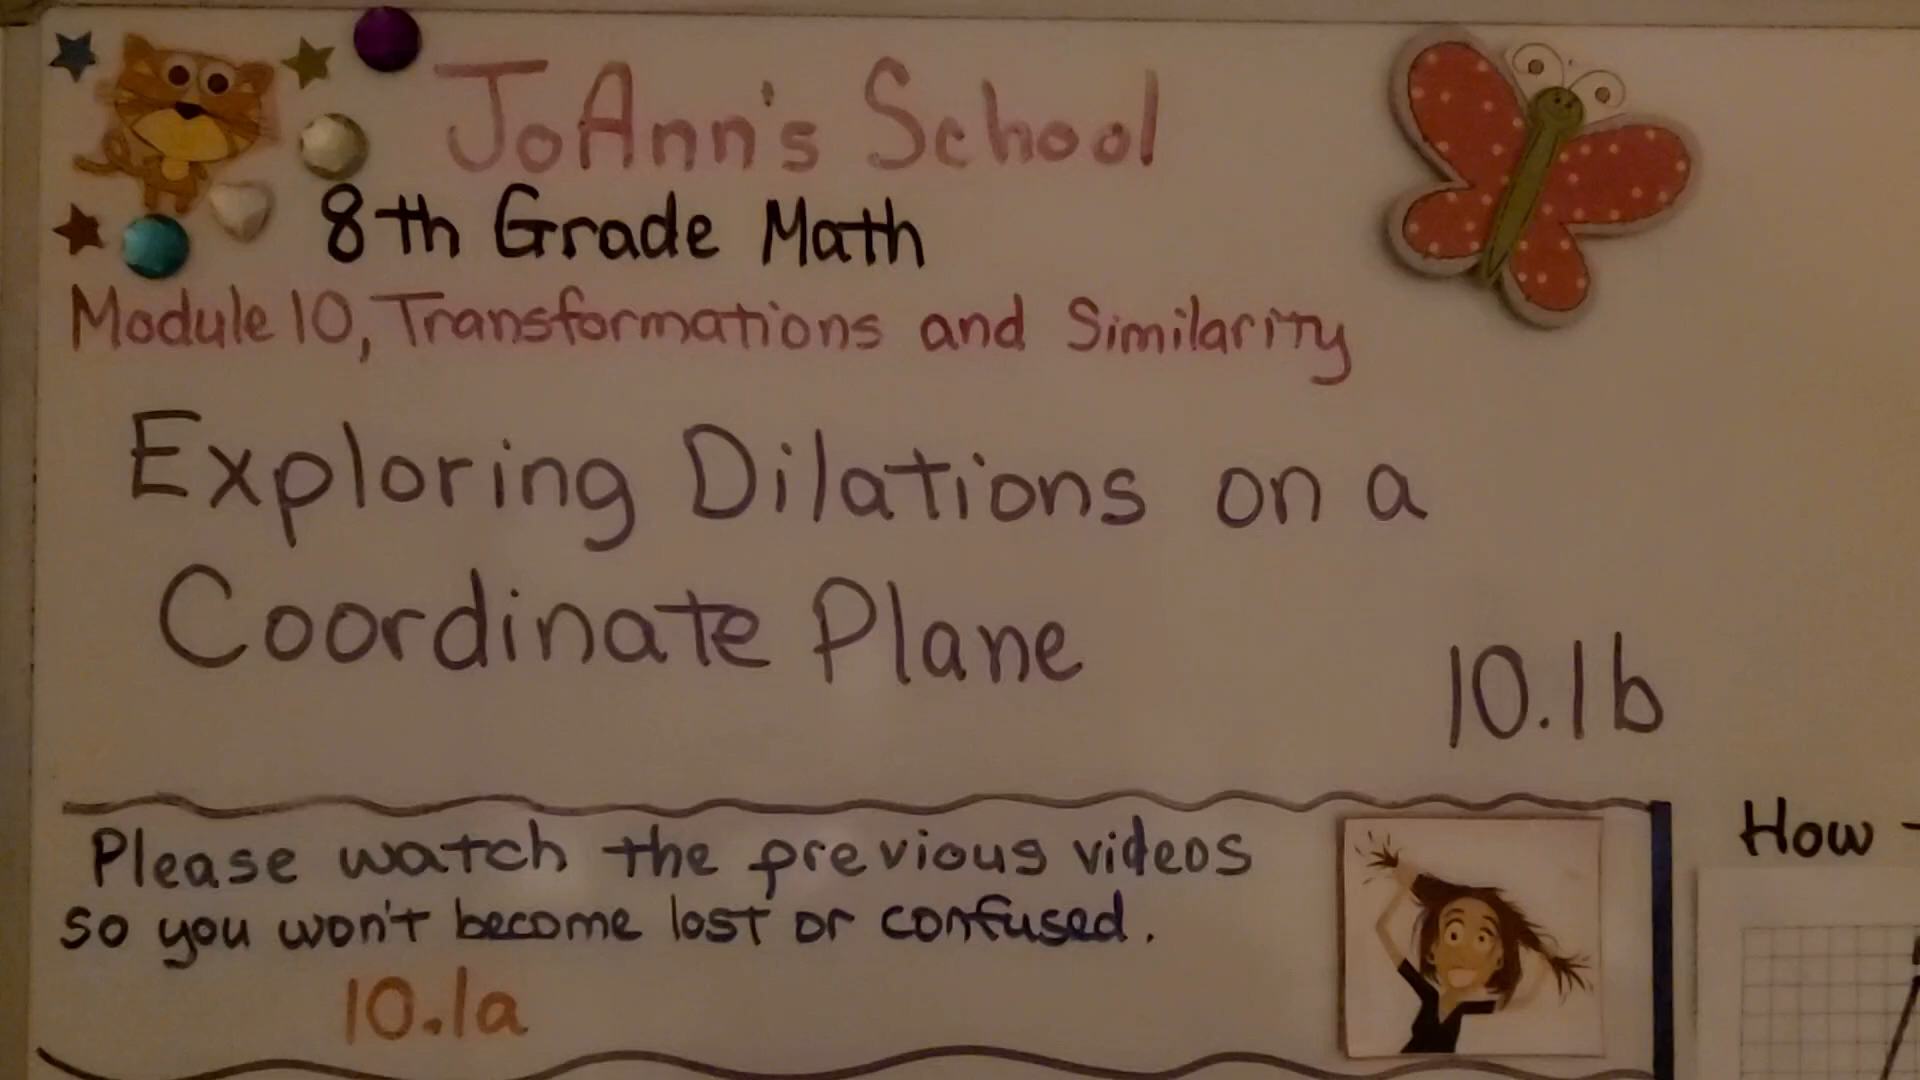 JoAnn's School
8th Grade Math
Module 10, Transformations and Similarity
Exploring Dilations on a
Coordinate Plane
10.1b
Please watch the previous videos
so you won't become lost or confused.
10.1a
How